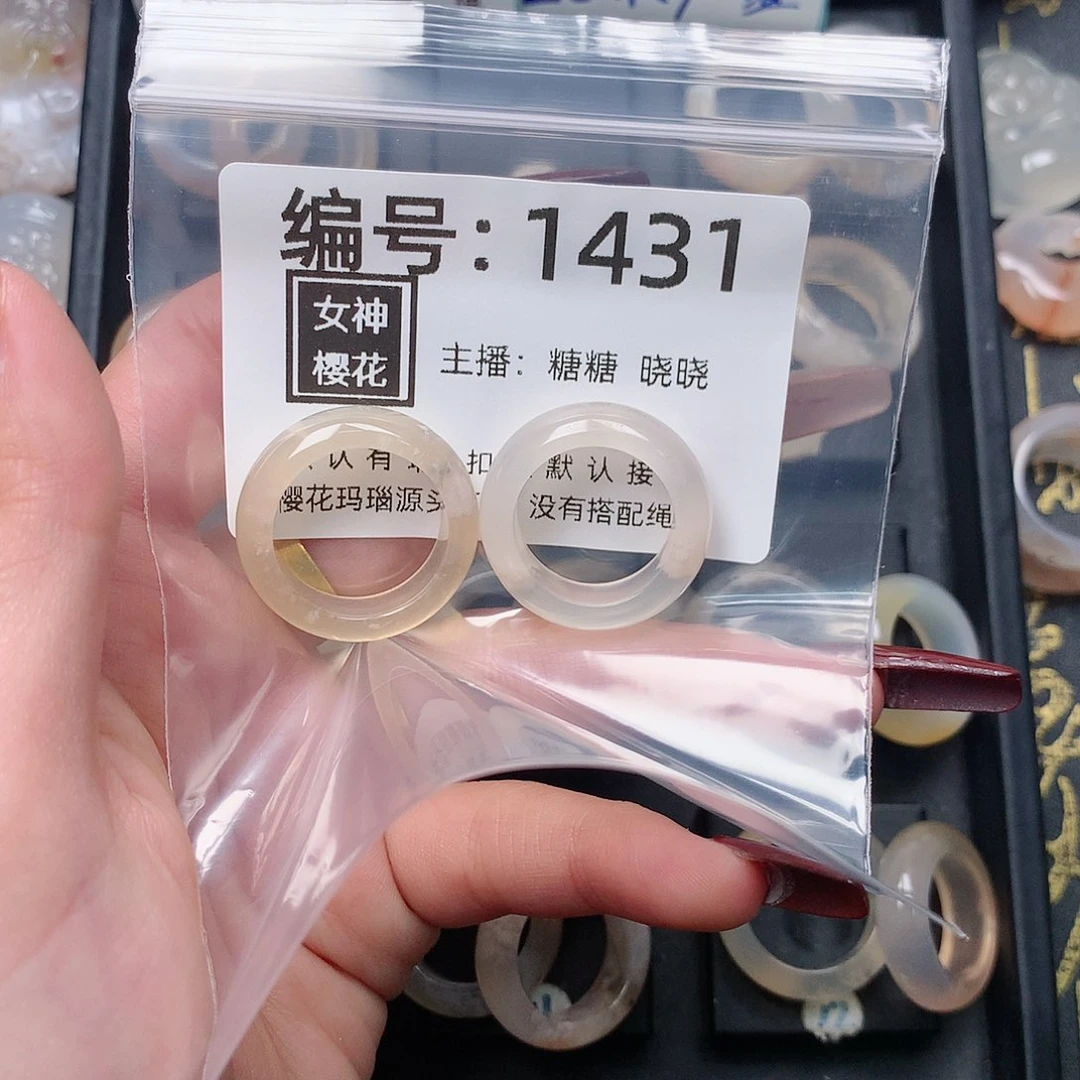 编号：1431
女神
樱花
主播：糖糖 晓晓
认有 扣 默认接
樱花玛瑙源头 没有搭配绳